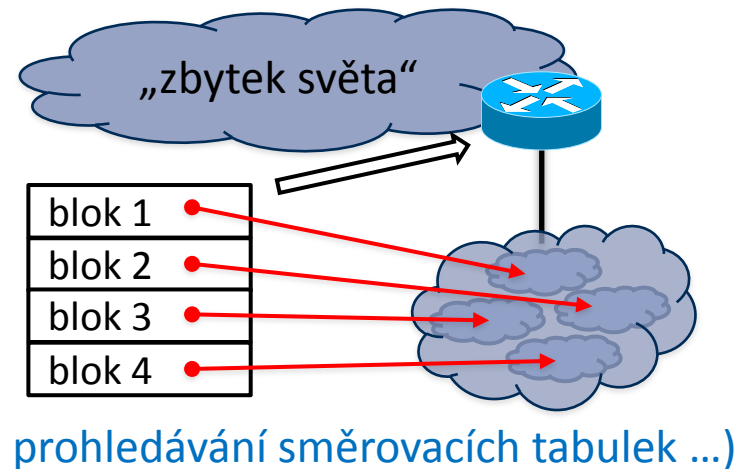 „zbytek světa“
blok 1
blok 2
blok 3
blok 4
prohledávání směrovacích tabulek …)